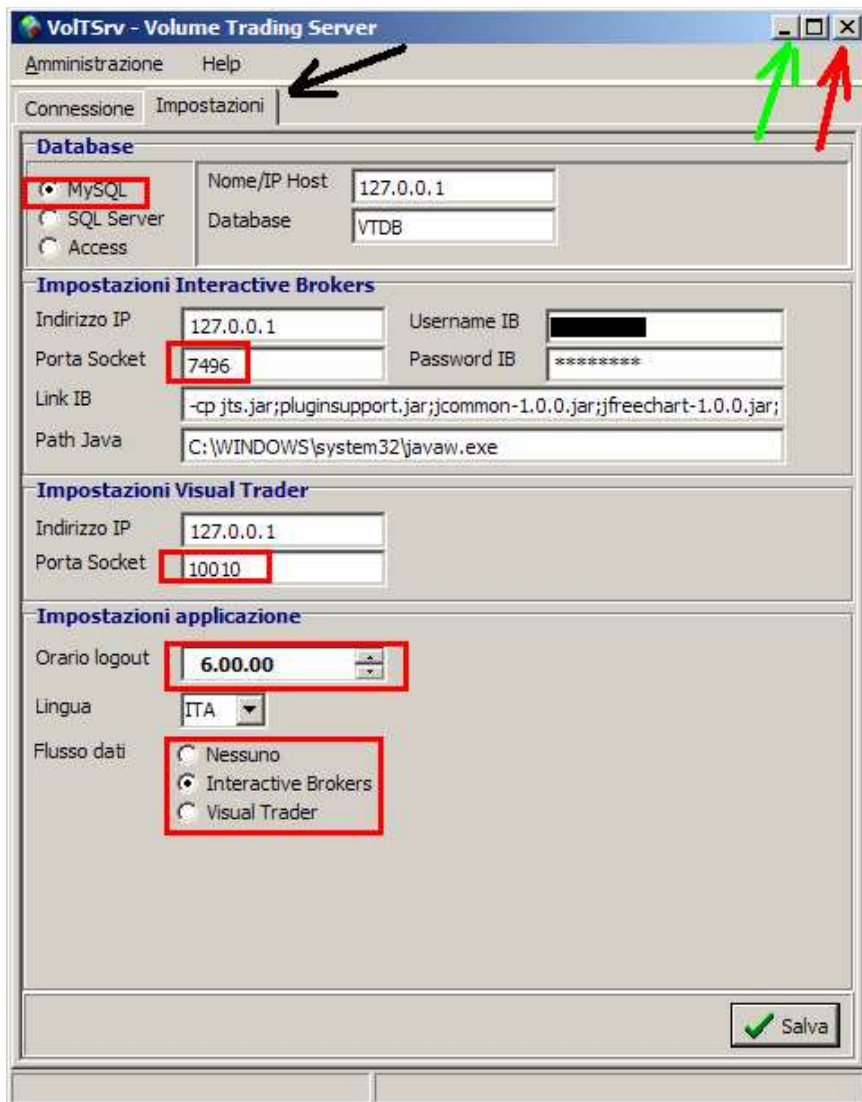 VolTSrv - Volume Trading Server
Amministrazione Help
Connessione Impostazioni
Database
MySQL
SQL Server
Access
Nome/IP Host 127.0.0.1
Database VTDB
Impostazioni Interactive Brokers
Indirizzo IP 127.0.0.1 Username IB
Porta Socket 7496 Password IB ********
Link IB -cp jts.jar;pluginsupport.jar;jcommon-1.0.0.jar;jfreechart-1.0.0.jar;
Path Java C:\WINDOWS\system32\javaw.exe
Impostazioni Visual Trader
Indirizzo IP 127.0.0.1
Porta Socket 10010
Impostazioni applicazione
Orario logout 6.00.00
Lingua ITA
Flusso dati Nessuno
Interactive Brokers
Visual Trader
Salva